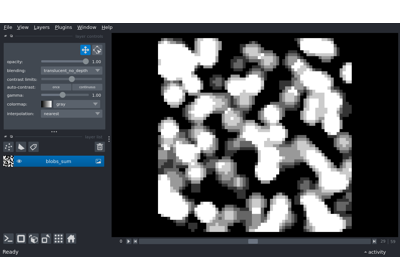 File View Layers Plugins Window Help
opacity: 1.00
blending: translucent_no_depth
contrast limits:
auto-contrast: once continuous
gamma: 1.00
colormap: gray
interpolation: nearest
blobs_sum
Ready
activity